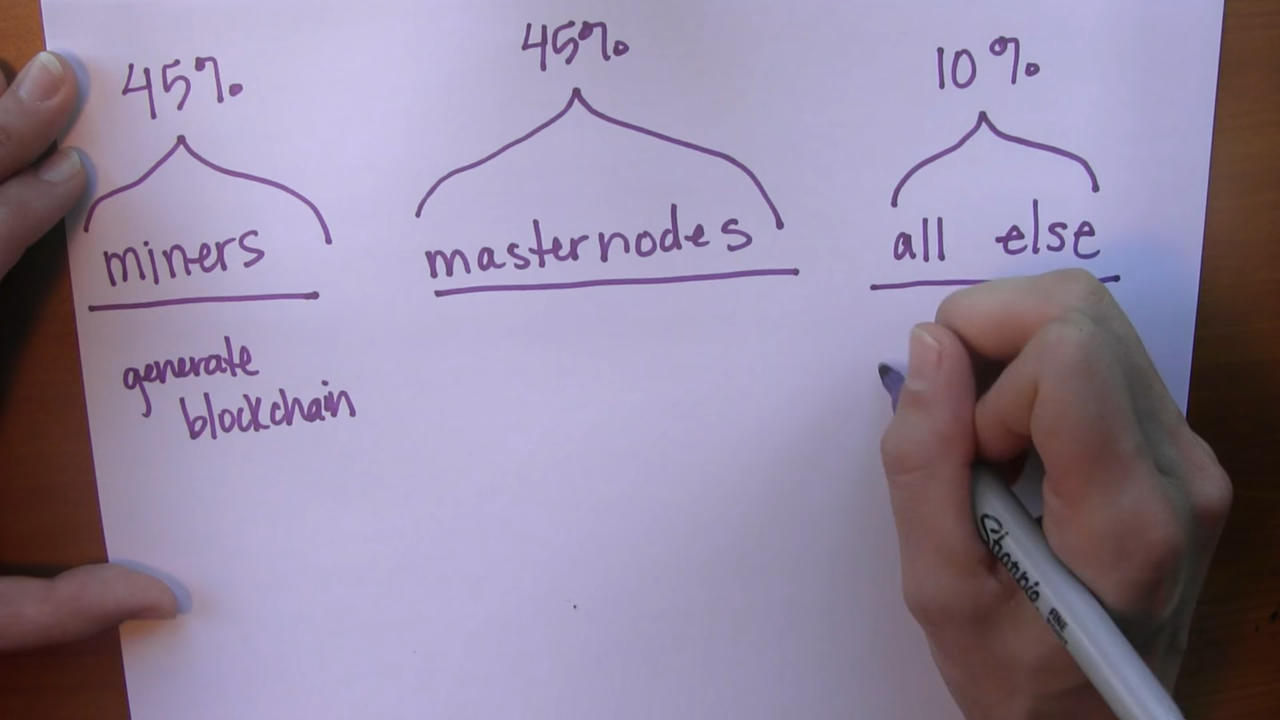 45%
45%
10%
miners
masternodes
all else
generate
blockchain
Sharpie
FINE